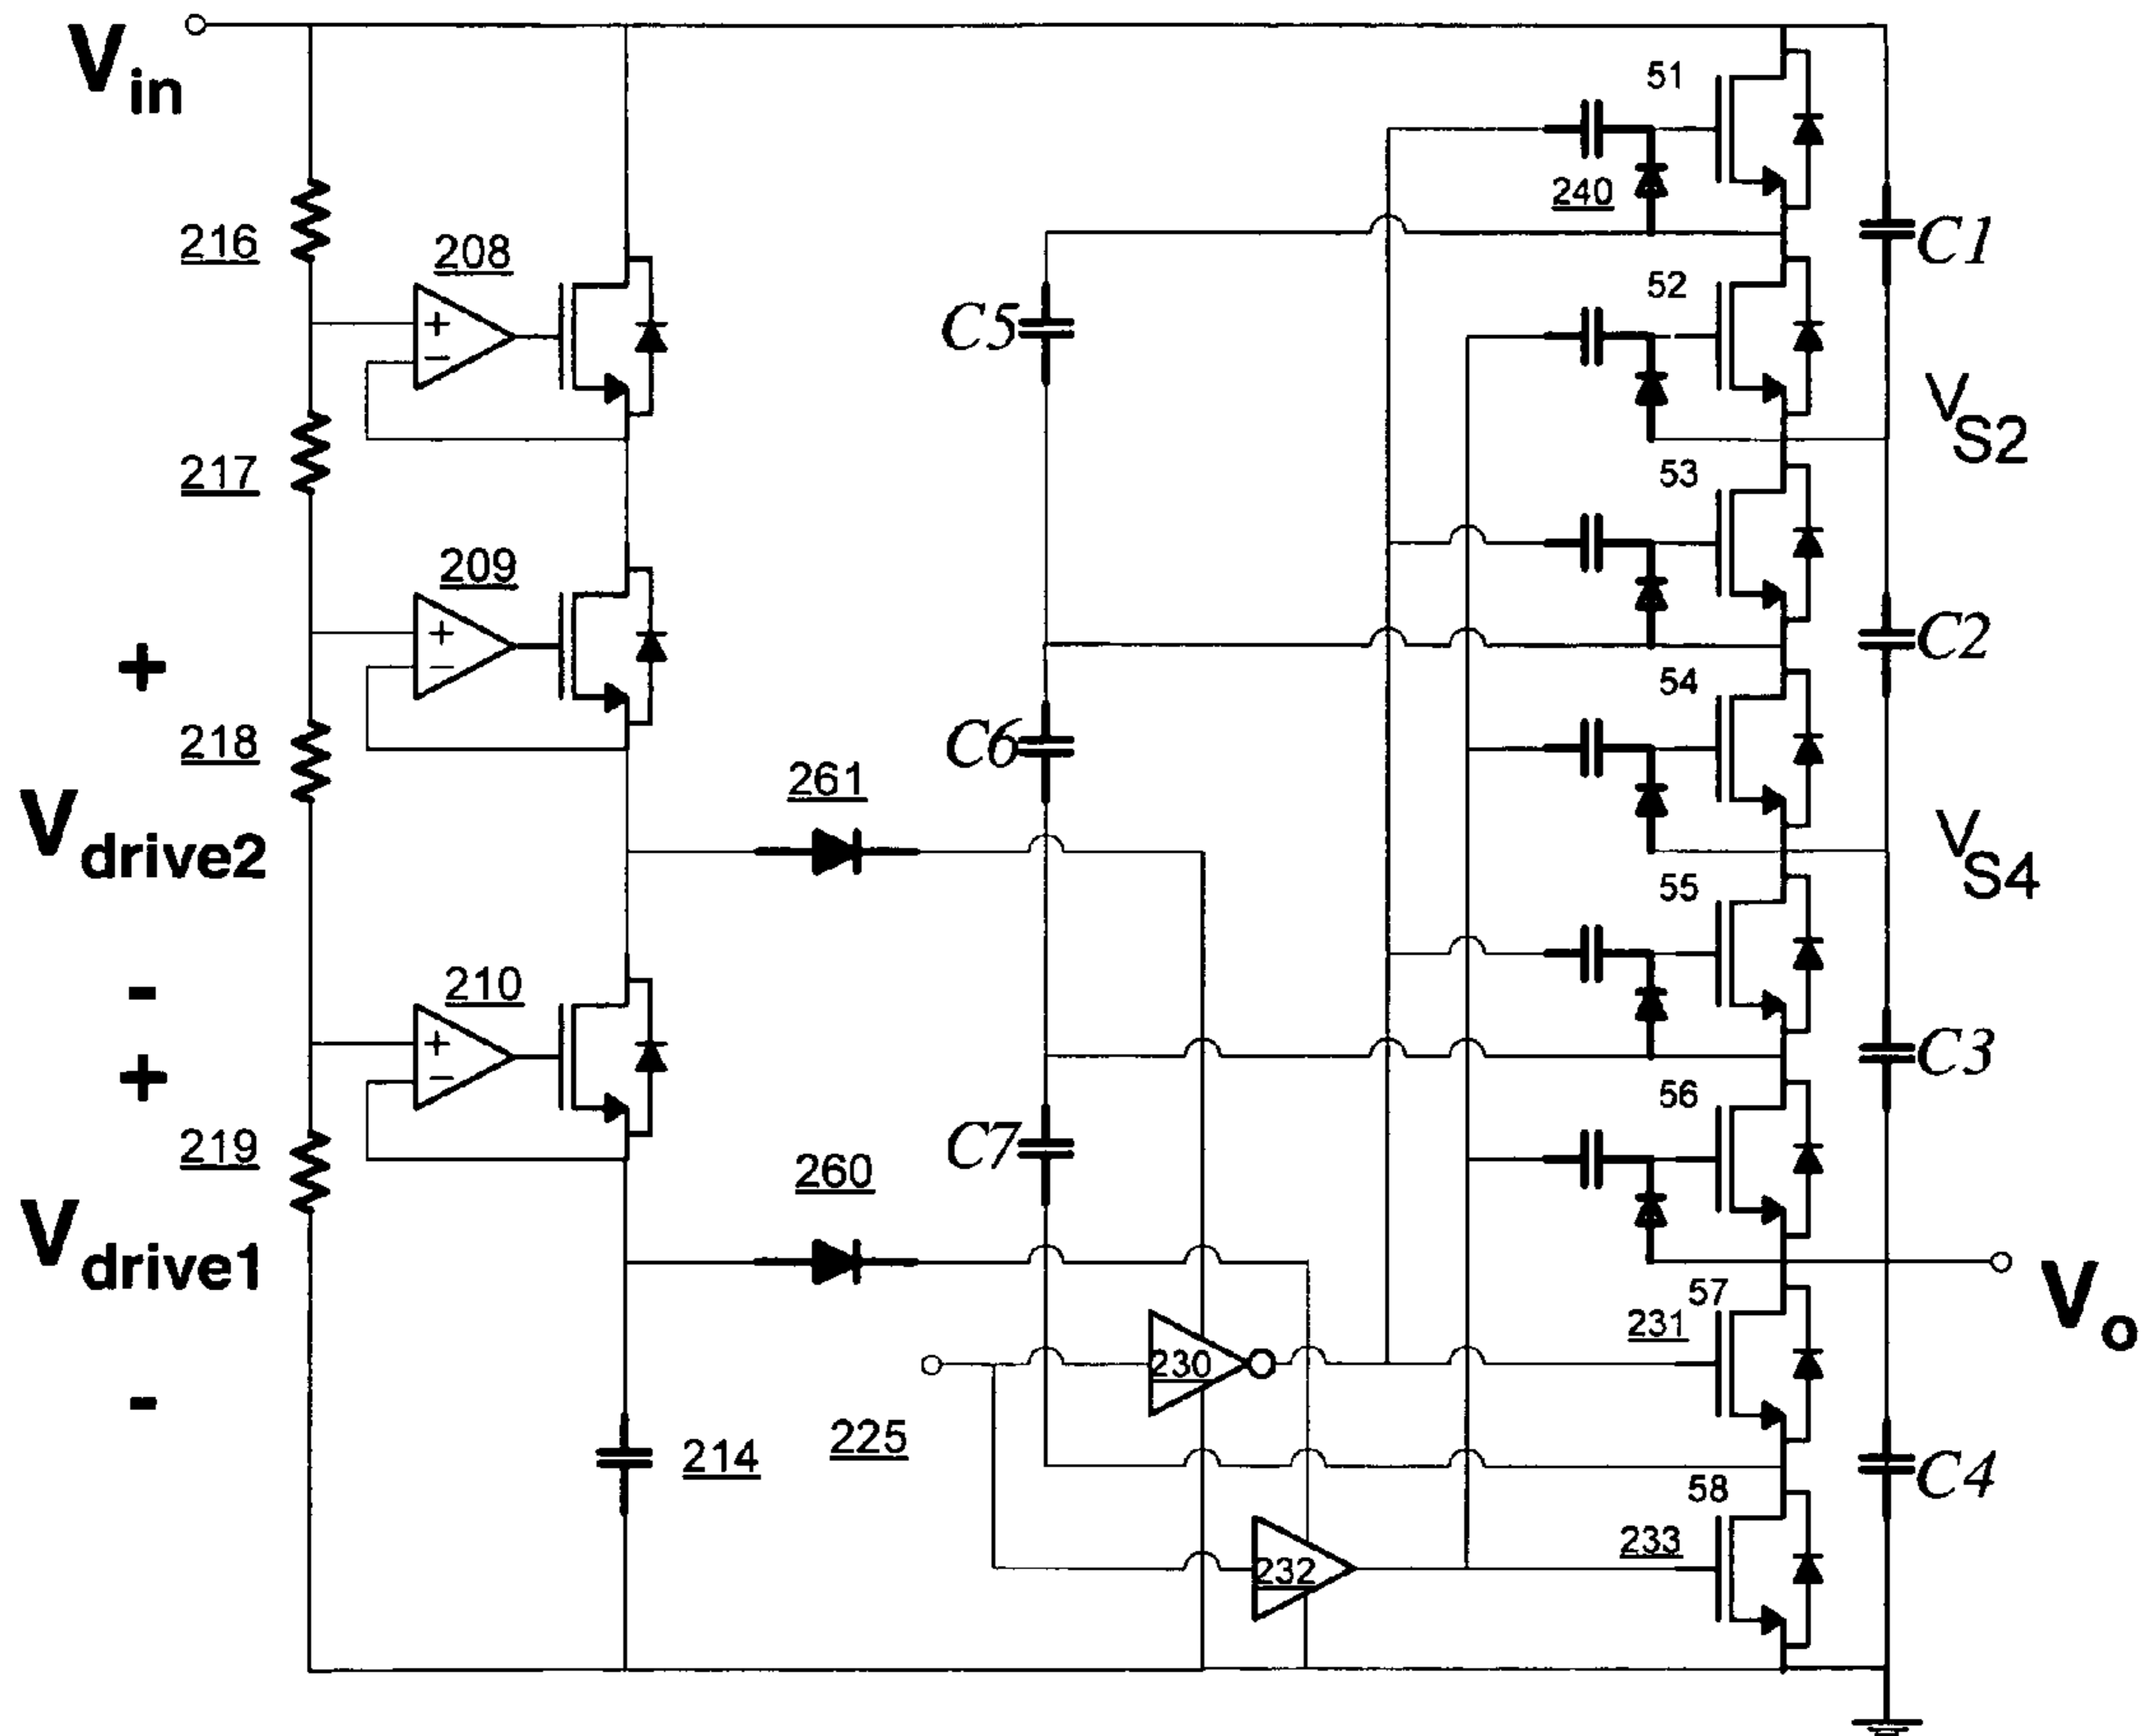 Vin
51
216
208
240
C1
+
−
C5
52
VS2
217
53
209
+
+
−
C2
54
218
C6
261
Vdrive2
VS4
55
-
210
+
+
−
C3
56
219
C7
260
Vdrive1
57
231
Vo
230
-
225
214
58
C4
233
232